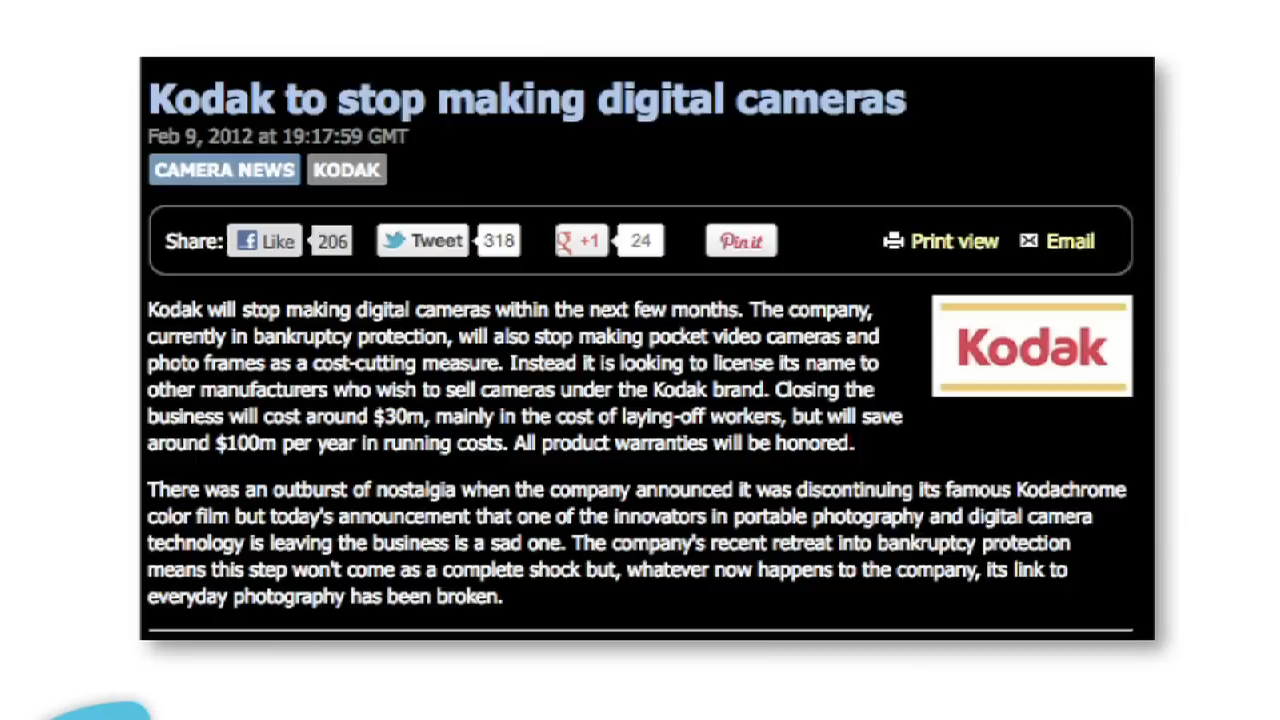 Kodak to stop making digital cameras
Feb 9, 2012 at 19:17:59 GMT
CAMERA NEWS KODAK
Share: Like 206 Tweet 318 +1 24 Pin it Print view Email
Kodak will stop making digital cameras within the next few months. The company,
currently in bankruptcy protection, will also stop making pocket video cameras and
photo frames as a cost-cutting measure. Instead it is looking to license its name to
other manufacturers who wish to sell cameras under the Kodak brand. Closing the
business will cost around $30m, mainly in the cost of laying-off workers, but will save
around $100m per year in running costs. All product warranties will be honored.
Kodak
There was an outburst of nostalgia when the company announced it was discontinuing its famous Kodachrome
color film but today's announcement that one of the innovators in portable photography and digital camera
technology is leaving the business is a sad one. The company's recent retreat into bankruptcy protection
means this step won't come as a complete shock but, whatever now happens to the company, its link to
everyday photography has been broken.